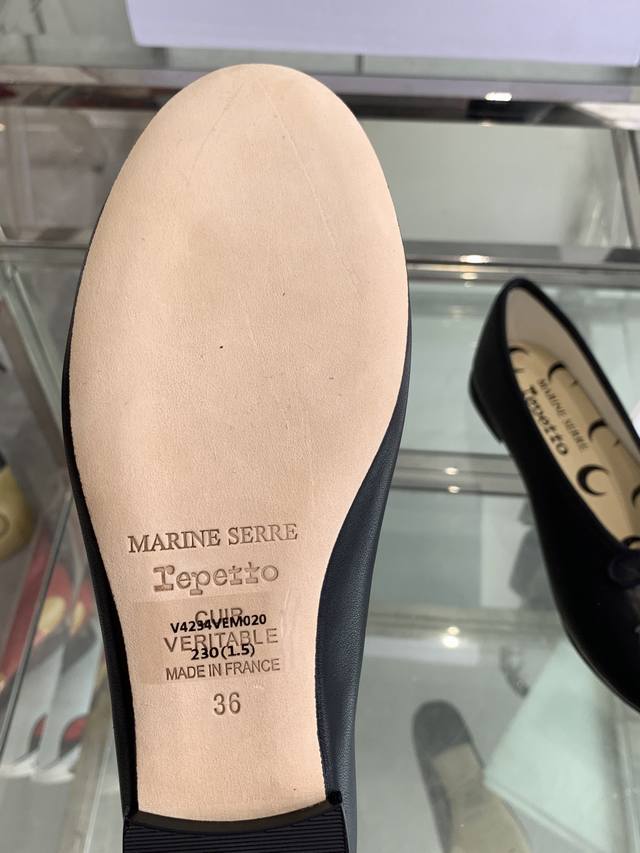 MARINE SERRE
repetto
CUIR
V4234VEM020
VERITABLE
230(1.5)
MADE IN FRANCE
36
MARINE SERRE
repetto